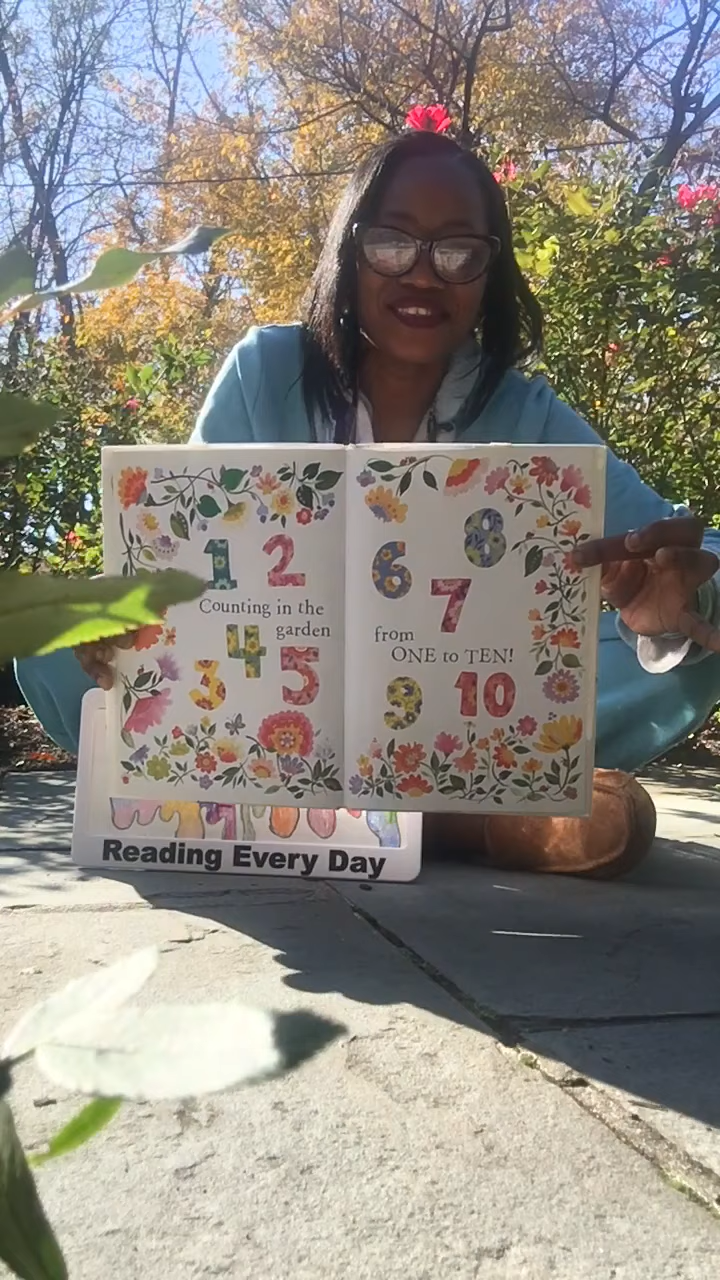 1 2
Counting in the
garden
4
3 5
6 8
7
from
ONE to TEN!
9 10
Reading Every Day